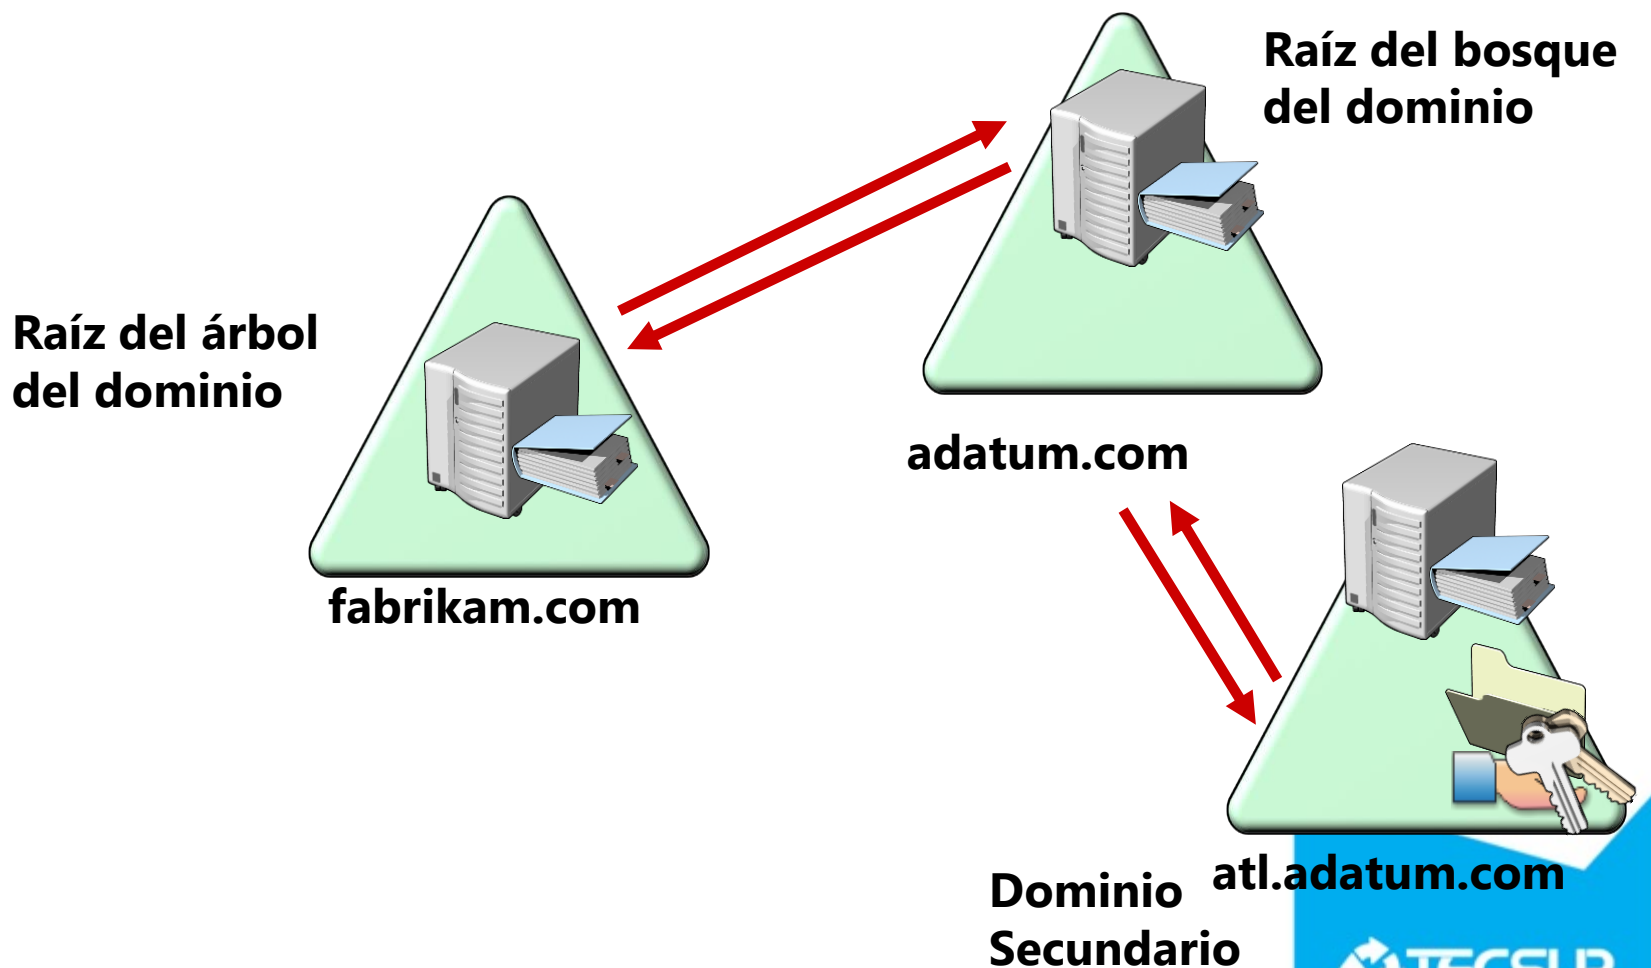 Raíz del bosque
del dominio
Raíz del árbol
del dominio
adatum.com
fabrikam.com
atl.adatum.com
Dominio
Secundario
TECSUP